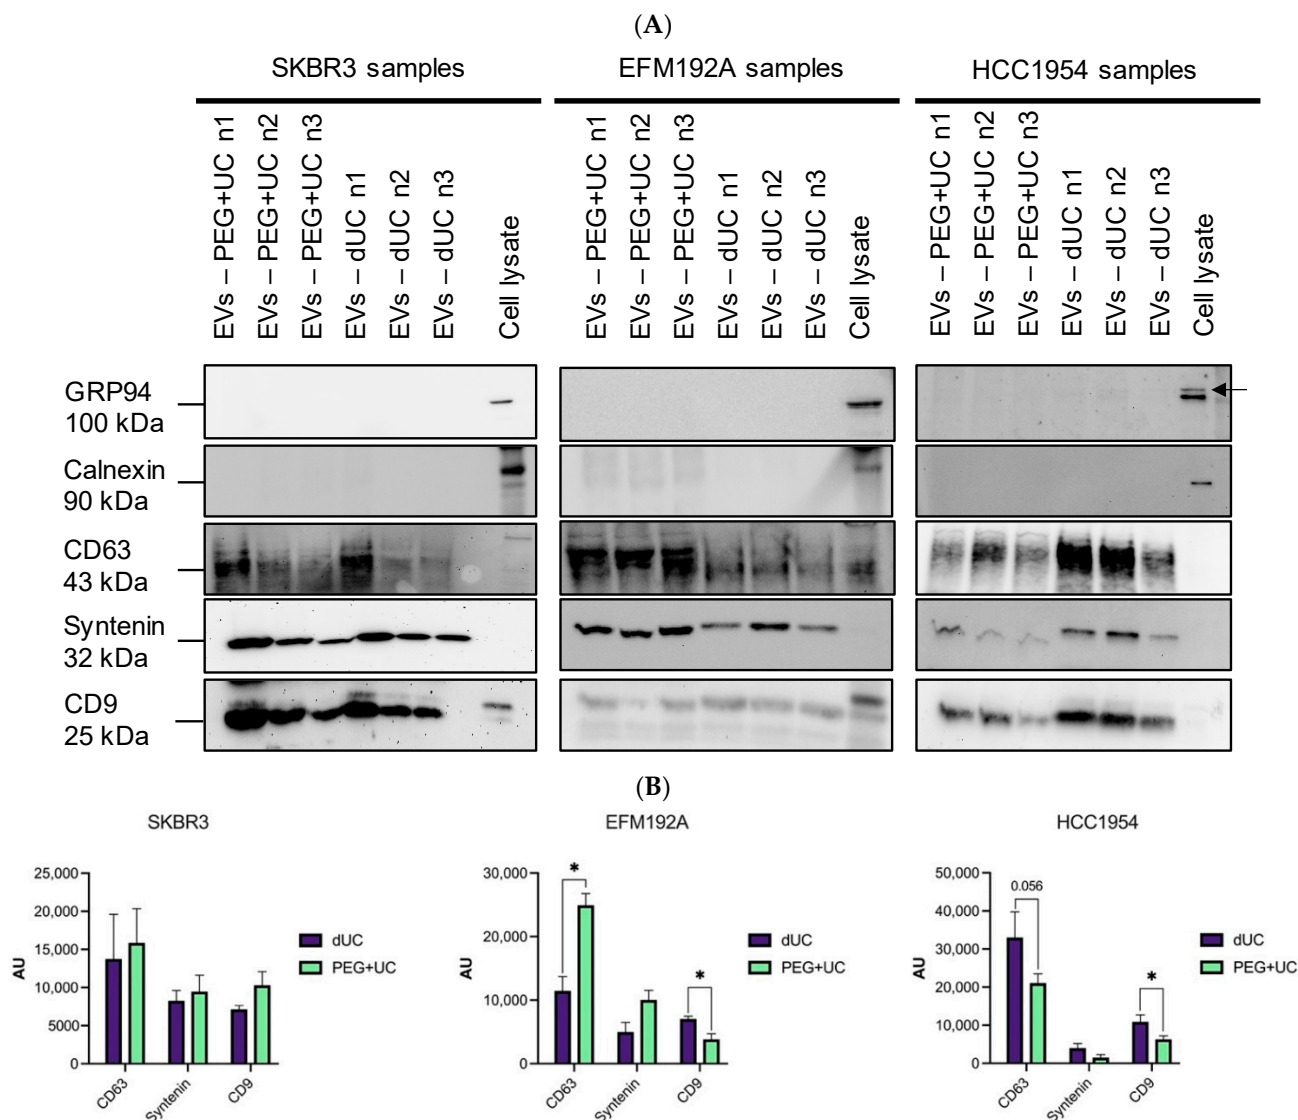 (A)
SKBR3 samples
EFM192A samples
HCC1954 samples
EVs – PEG+UC n1
EVs – PEG+UC n2
EVs – PEG+UC n3
EVs – dUC n1
EVs – dUC n2
EVs – dUC n3
Cell lysate
EVs – PEG+UC n1
EVs – PEG+UC n2
EVs – PEG+UC n3
EVs – dUC n1
EVs – dUC n2
EVs – dUC n3
Cell lysate
EVs – PEG+UC n1
EVs – PEG+UC n2
EVs – PEG+UC n3
EVs – dUC n1
EVs – dUC n2
EVs – dUC n3
Cell lysate
GRP94
100 kDa
Calnexin
90 kDa
CD63
43 kDa
Syntenin
32 kDa
CD9
25 kDa
(B)
SKBR3
25,000
20,000
15,000
10,000
5000
0
AU
CD63
Syntenin
CD9
dUC
PEG+UC
EFM192A
30,000
20,000
10,000
0
AU
*
*
CD63
Syntenin
CD9
dUC
PEG+UC
HCC1954
50,000
40,000
30,000
20,000
10,000
0
AU
0.056
*
CD63
Syntenin
CD9
dUC
PEG+UC